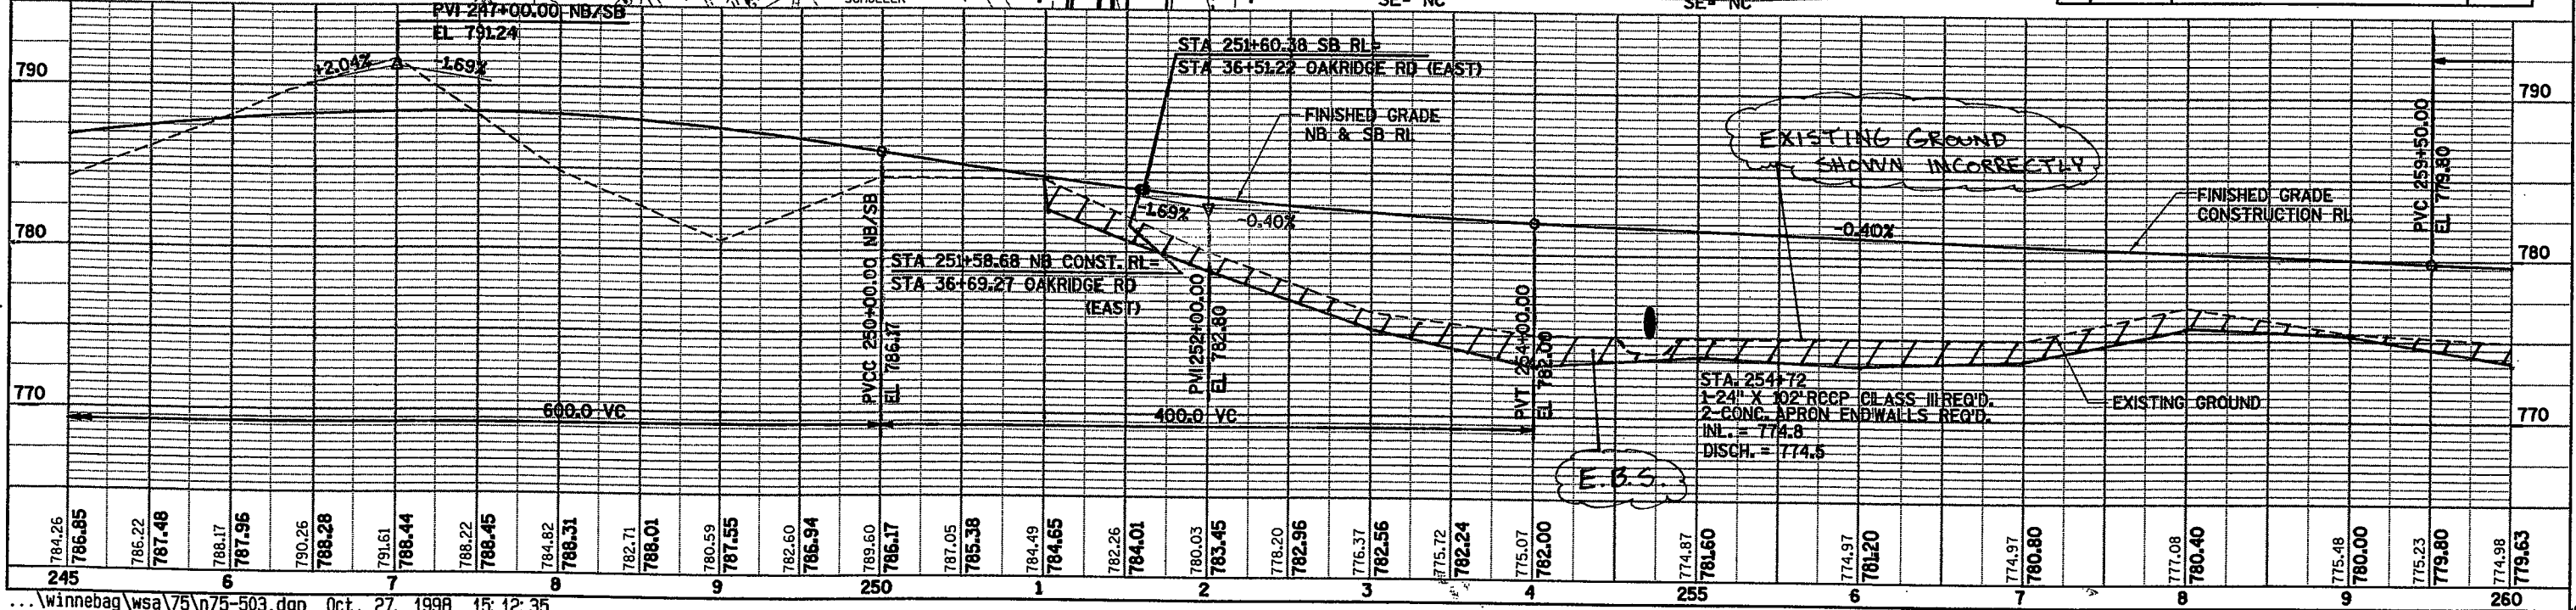 SCHULLER
SE= NC
SE= NC
PVI 247+00.00 NB/SB
EL 791.24
+2.04%
-1.69%
STA 251+60.38 SB RL=
STA 36+51.22 OAKRIDGE RD (EAST)
FINISHED GRADE
NB & SB RL
EXISTING GROUND
SHOWN INCORRECTLY
FINISHED GRADE
CONSTRUCTION RL
PVC 259+50.00
EL 779.80
790
790
780
780
770
770
-1.69%
-0.40%
-0.40%
STA 251+58.68 NB CONST. RL=
STA 36+69.27 OAKRIDGE RD
(EAST)
PVCC 250+00.00 NB/SB
EL 786.17
PVI 252+00.00
EL 782.80
PVT 254+00.00
EL 782.00
600.0 VC
400.0 VC
STA. 254+72
1-24" X 102' RCCP CLASS III REQ'D.
2-CONC. APRON ENDWALLS REQ'D.
INL. = 774.8
DISCH. = 774.5
EXISTING GROUND
E.B.S.
784.26 786.85
786.22 787.48
788.17 787.96
790.26 788.28
791.61 788.44
788.22 788.45
784.82 788.31
782.71 788.01
780.59 787.55
782.60 786.94
789.60 786.17
787.05 785.38
784.49 784.65
782.26 784.01
780.03 783.45
778.20 782.96
776.37 782.56
775.72 782.24
775.07 782.00
774.87 781.60
774.97 781.20
774.97 780.80
777.08 780.40
775.48 780.00
775.23 779.80
774.98 779.63
245 6 7 8 9 250 1 2 3 4 255 6 7 8 9 260
...\winnebag\wsa\75\n75-503.dgn Oct. 27, 1998 15:12:35